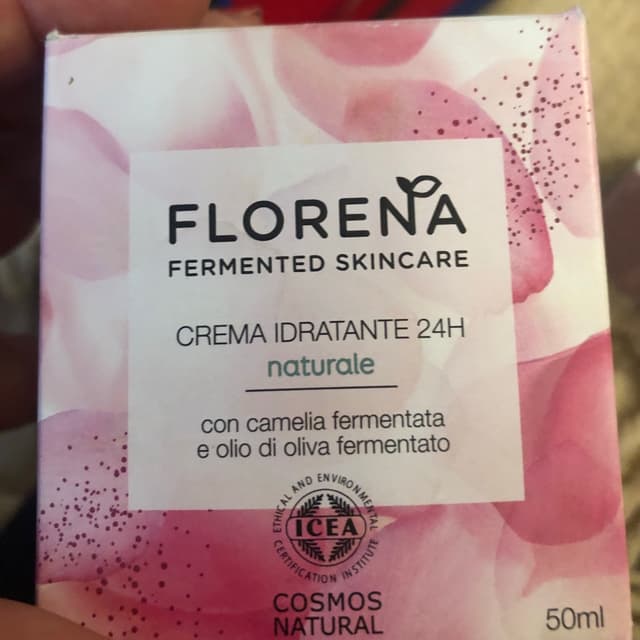 FLORENA
FERMENTED SKINCARE
CREMA IDRATANTE 24H
naturale
con camelia fermentata
e olio di oliva fermentato
ETHICAL AND ENVIRONMENTAL
ICEA
CERTIFICATION INSTITUTE
COSMOS
NATURAL
50ml